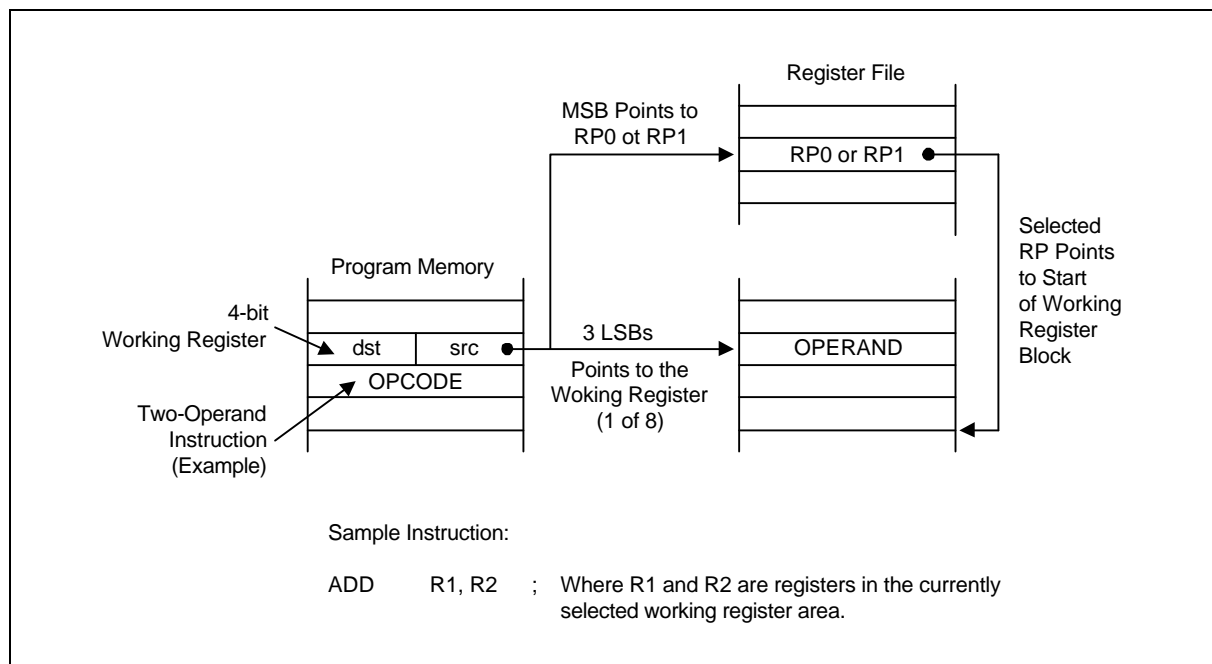 Register File
MSB Points to
RP0 ot RP1
RP0 or RP1
Selected
RP Points
to Start
of Working
Register
Block
Program Memory
4-bit
Working Register
dst src
3 LSBs
OPERAND
OPCODE
Points to the
Woking Register
(1 of 8)
Two-Operand
Instruction
(Example)
Sample Instruction:
ADD R1, R2 ; Where R1 and R2 are registers in the currently
selected working register area.